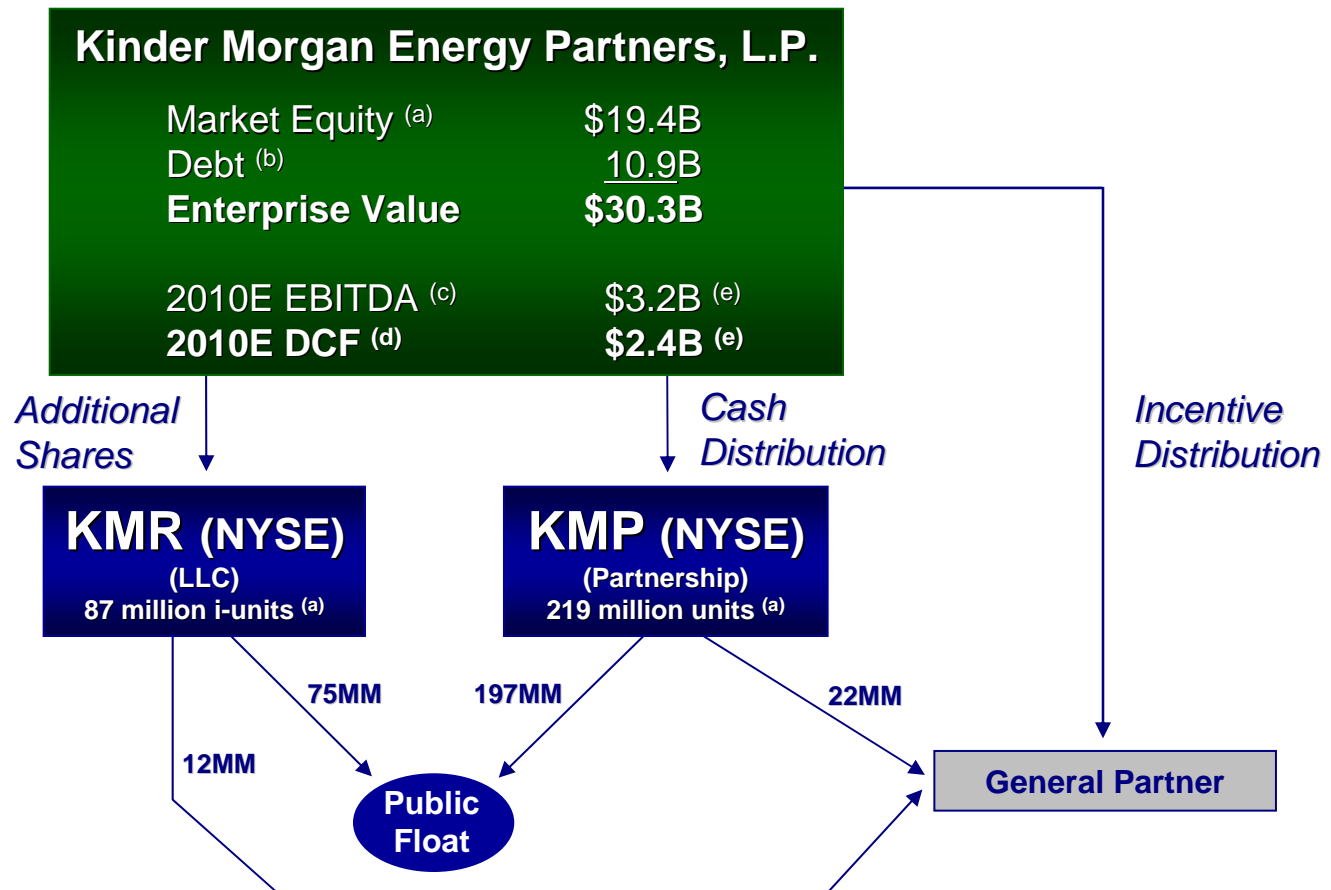 Kinder Morgan Energy Partners, L.P.
Market Equity (a) $19.4B
Debt (b) 10.9B
Enterprise Value $30.3B
2010E EBITDA (c) $3.2B (e)
2010E DCF (d) $2.4B (e)
Additional
Shares
Cash
Distribution
Incentive
Distribution
KMR (NYSE)
(LLC)
87 million i-units (a)
KMP (NYSE)
(Partnership)
219 million units (a)
75MM
197MM
22MM
12MM
General Partner
Public
Float